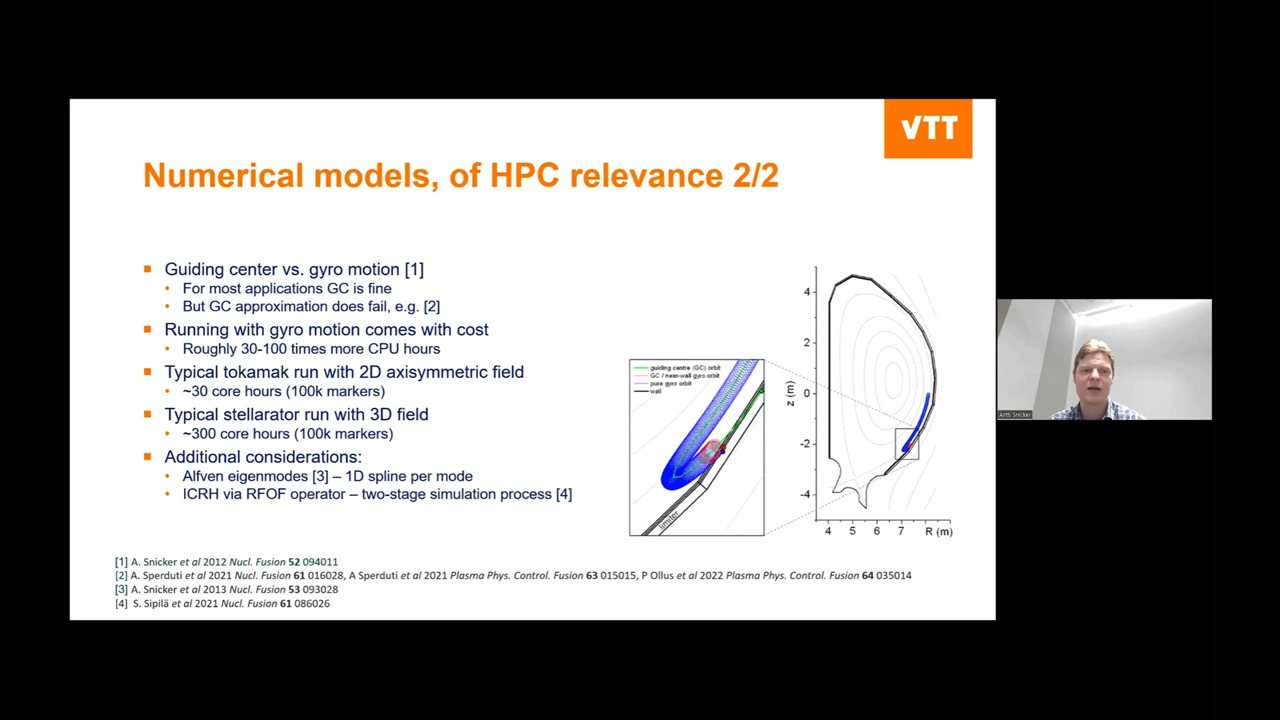 VTT
Numerical models, of HPC relevance 2/2
Guiding center vs. gyro motion [1]
For most applications GC is fine
But GC approximation does fail, e.g. [2]
Running with gyro motion comes with cost
Roughly 30-100 times more CPU hours
Typical tokamak run with 2D axisymmetric field
~30 core hours (100k markers)
Typical stellarator run with 3D field
~300 core hours (100k markers)
Additional considerations:
Alfven eigenmodes [3] – 1D spline per mode
ICRH via RFOF operator – two-stage simulation process [4]
guiding centre (GC) orbit
GC / near-wall gyro orbit
pure gyro orbit
wall
limiter
4
2
0
-2
-4
z (m)
4 5 6 7 R (m)
Antti Snicker
[1] A. Snicker et al 2012 Nucl. Fusion 52 094011
[2] A. Sperduti et al 2021 Nucl. Fusion 61 016028, A Sperduti et al 2021 Plasma Phys. Control. Fusion 63 015015, P Ollus et al 2022 Plasma Phys. Control. Fusion 64 035014
[3] A. Snicker et al 2013 Nucl. Fusion 53 093028
[4] S. Sipilä et al 2021 Nucl. Fusion 61 086026